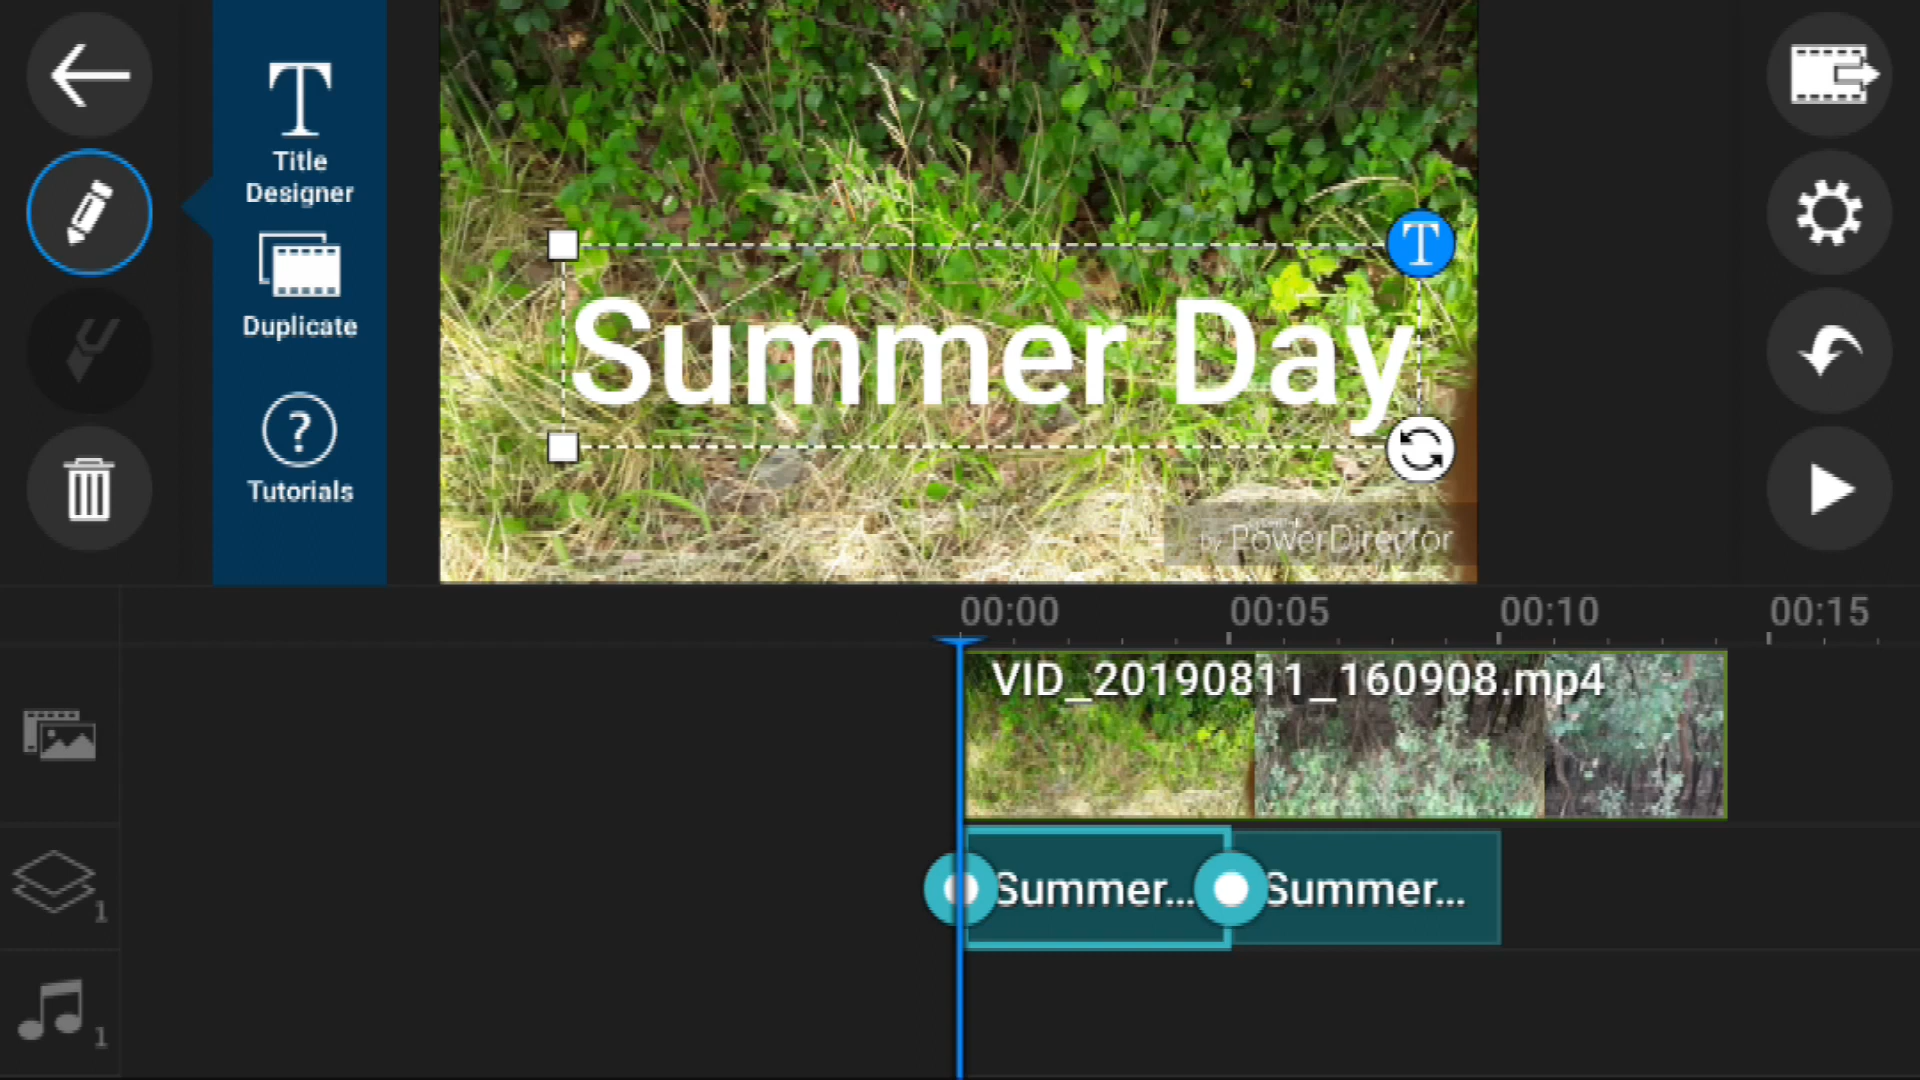 Title
Designer
Duplicate
?
Tutorials
T
Summer Day
by PowerDirector
00:00
00:05
00:10
00:15
VID_20190811_160908.mp4
Summer...
Summer...
1
1